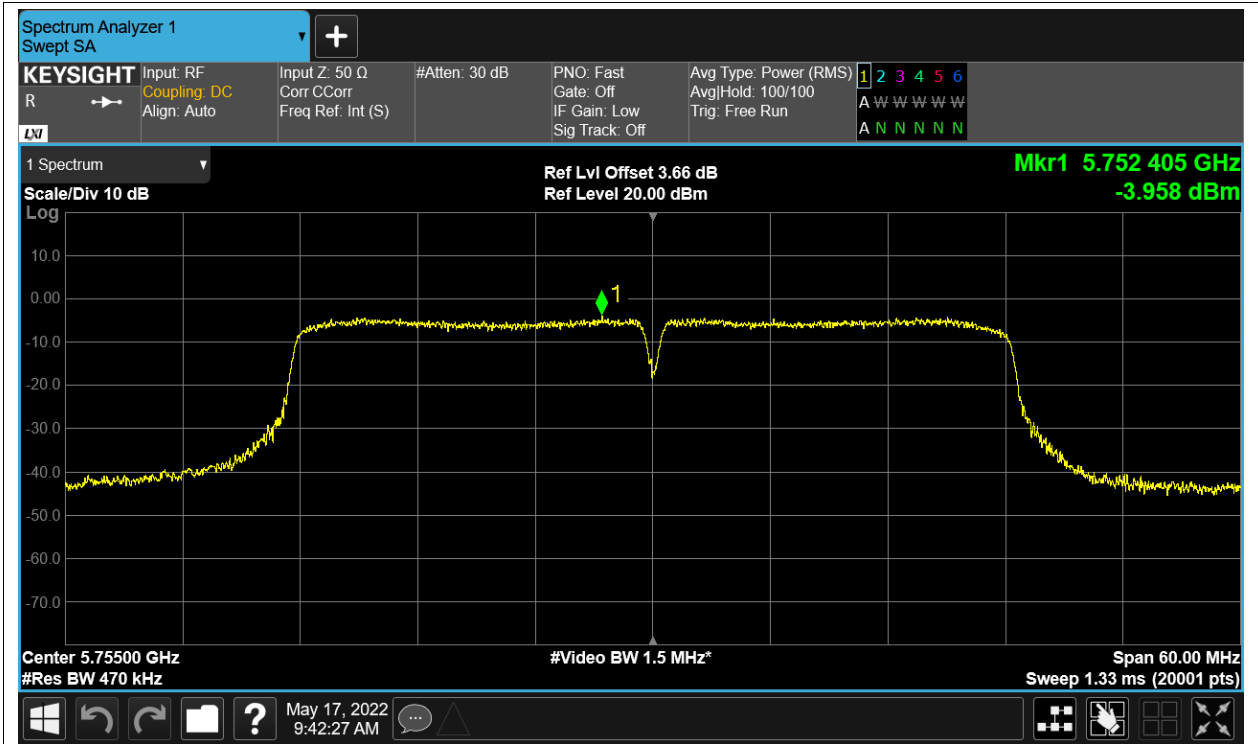 Spectrum Analyzer 1
Swept SA
+
KEYSIGHT
R
LXI
Input: RF
Coupling: DC
Align: Auto
Input Z: 50 Ω
Corr CCorr
Freq Ref: Int (S)
#Atten: 30 dB
PNO: Fast
Gate: Off
IF Gain: Low
Sig Track: Off
Avg Type: Power (RMS)
Avg|Hold: 100/100
Trig: Free Run
1 2 3 4 5 6
A W W W W W
A N N N N N
1 Spectrum
Scale/Div 10 dB
Log
Ref Lvl Offset 3.66 dB
Ref Level 20.00 dBm
Mkr1 5.752 405 GHz
-3.958 dBm
10.0
0.00
-10.0
-20.0
-30.0
-40.0
-50.0
-60.0
-70.0
1
Center 5.75500 GHz
#Res BW 470 kHz
#Video BW 1.5 MHz*
Span 60.00 MHz
Sweep 1.33 ms (20001 pts)
?
May 17, 2022
9:42:27 AM